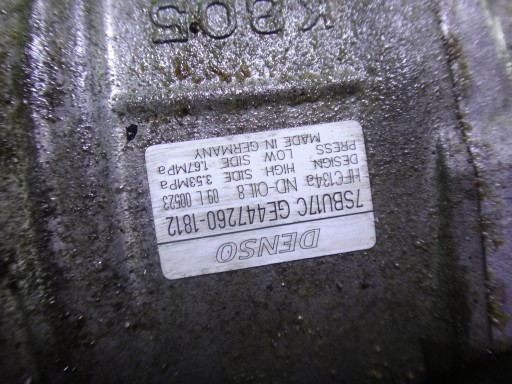 DENSO
7SBU17C GE447260-1812
HFC134a ND-OIL 8 09 L 00523
DESIGN HIGH SIDE 3.53MPa
PRESS LOW SIDE 1.67MPa
MADE IN GERMANY
K305